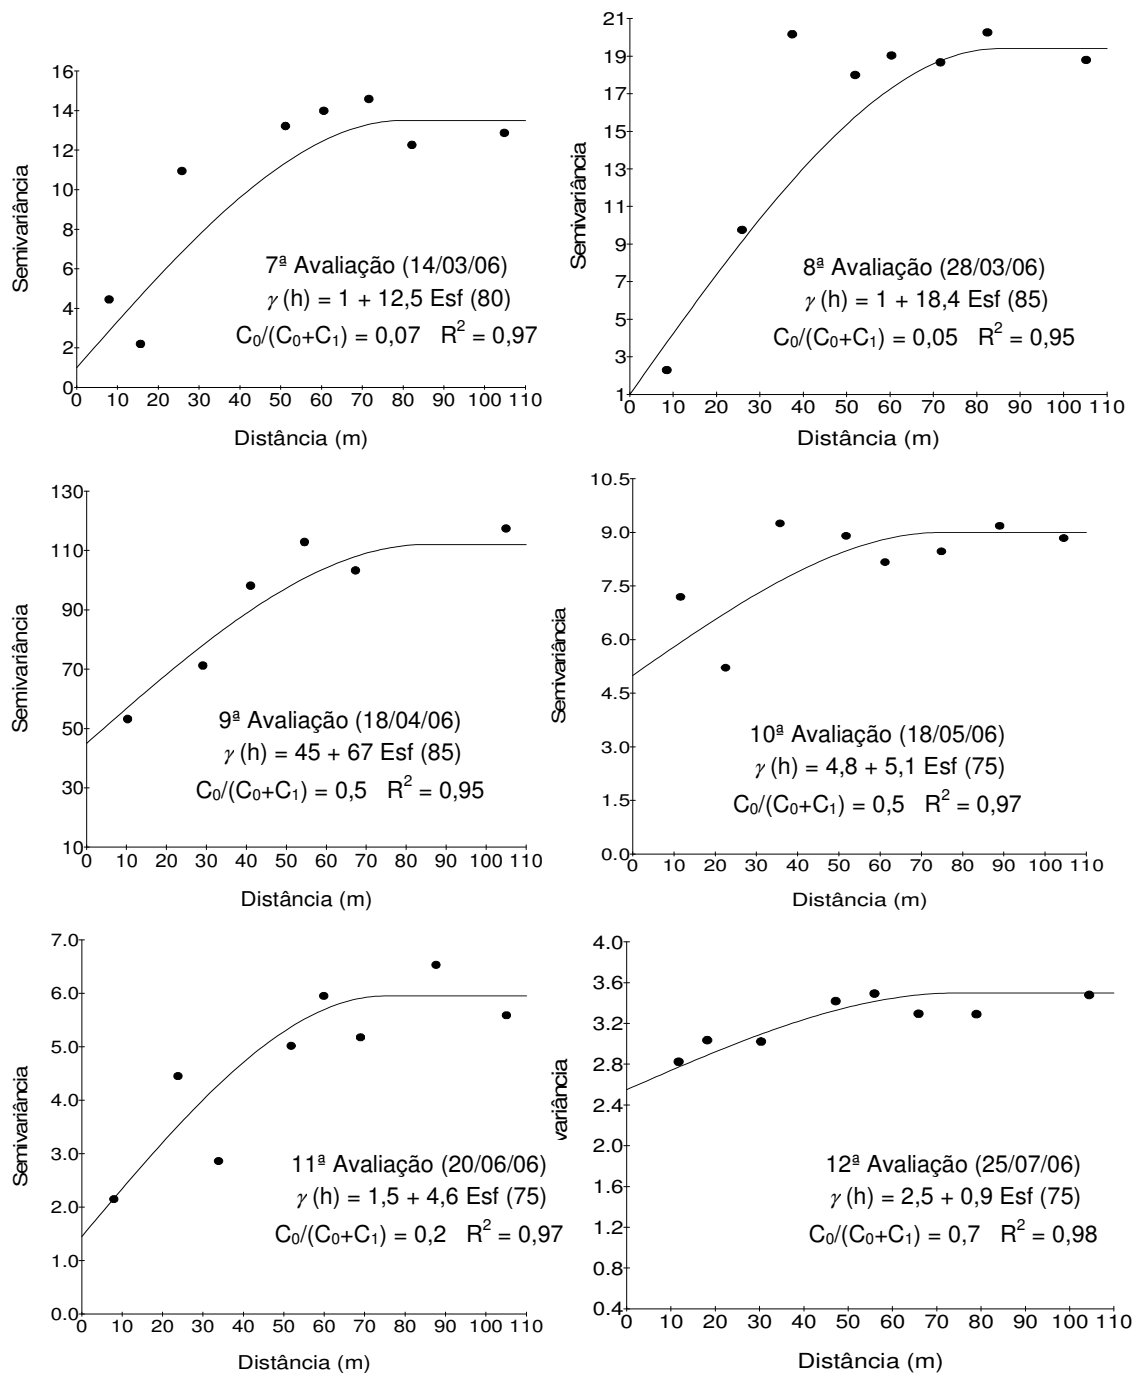 16
14
12
10
8
6
4
2
0
Semivariância
7ª Avaliação (14/03/06)
γ (h) = 1 + 12,5 Esf (80)
C₀/(C₀+C₁) = 0,07 R² = 0,97
0 10 20 30 40 50 60 70 80 90 100 110
Distância (m)
21
19
17
15
13
11
9
7
5
3
1
Semivariância
8ª Avaliação (28/03/06)
γ (h) = 1 + 18,4 Esf (85)
C₀/(C₀+C₁) = 0,05 R² = 0,95
0 10 20 30 40 50 60 70 80 90 100 110
Distância (m)
130
110
90
70
50
30
10
Semivariância
9ª Avaliação (18/04/06)
γ (h) = 45 + 67 Esf (85)
C₀/(C₀+C₁) = 0,5 R² = 0,95
0 10 20 30 40 50 60 70 80 90 100 110
Distância (m)
10.5
9.0
7.5
6.0
4.5
3.0
1.5
0.0
Semivariância
10ª Avaliação (18/05/06)
γ (h) = 4,8 + 5,1 Esf (75)
C₀/(C₀+C₁) = 0,5 R² = 0,97
0 10 20 30 40 50 60 70 80 90 100 110
Distância (m)
7.0
6.0
5.0
4.0
3.0
2.0
1.0
0.0
Semivariância
11ª Avaliação (20/06/06)
γ (h) = 1,5 + 4,6 Esf (75)
C₀/(C₀+C₁) = 0,2 R² = 0,97
0 10 20 30 40 50 60 70 80 90 100 110
Distância (m)
4.0
3.6
3.2
2.8
2.4
2.0
1.6
1.2
0.8
0.4
variância
12ª Avaliação (25/07/06)
γ (h) = 2,5 + 0,9 Esf (75)
C₀/(C₀+C₁) = 0,7 R² = 0,98
0 10 20 30 40 50 60 70 80 90 100 110
Distância (m)